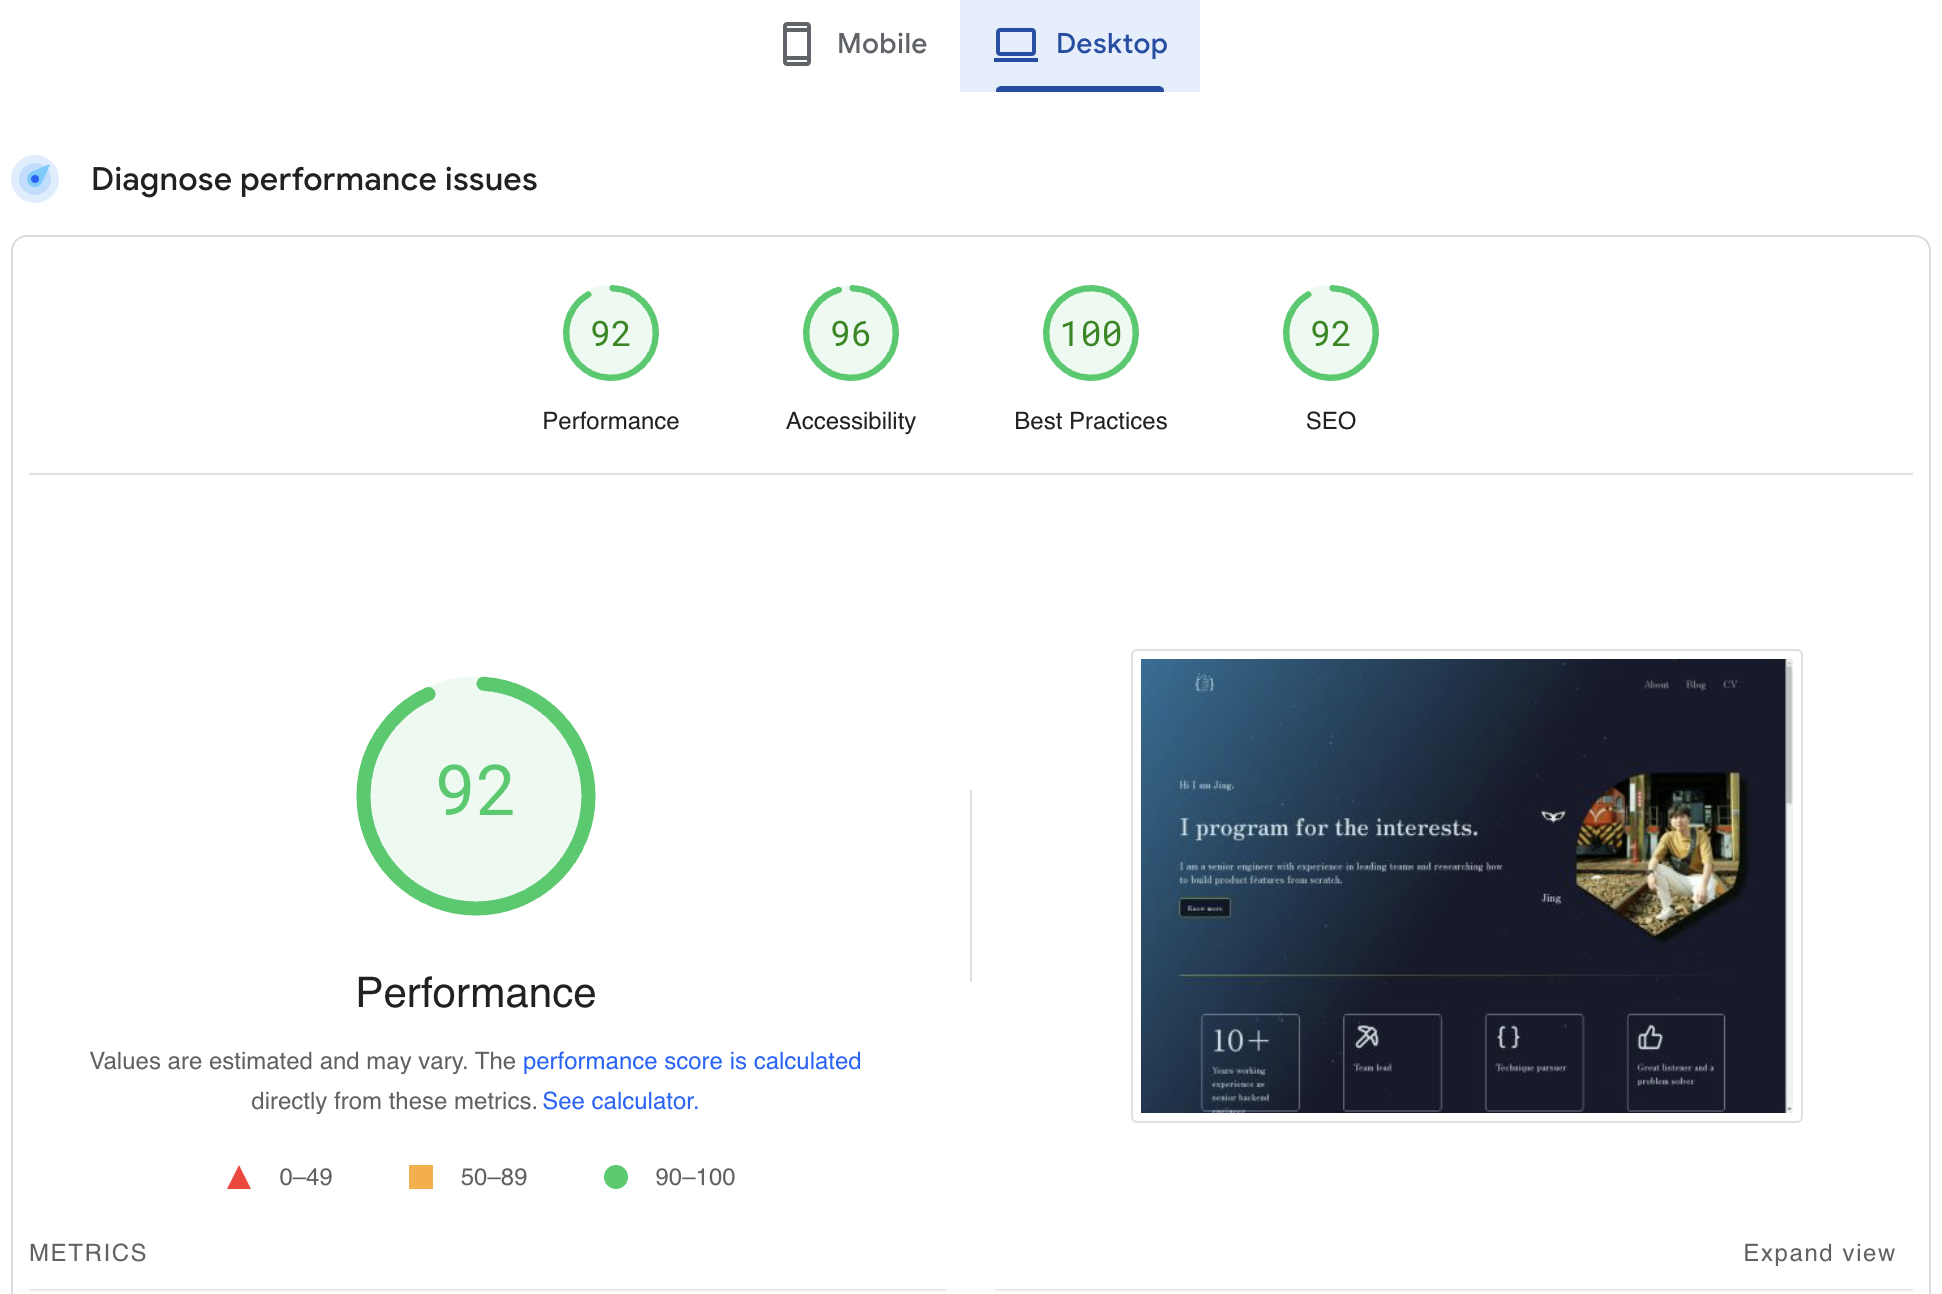 Mobile
Desktop
Diagnose performance issues
92
96
100
92
Performance
Accessibility
Best Practices
SEO
92
Performance
Values are estimated and may vary. The performance score is calculated
directly from these metrics. See calculator.
0–49
50–89
90–100
About
Blog
CV
Hi I am Jing.
I program for the interests.
I am a senior engineer with experience in leading teams and researching how
to build product features from scratch.
Know more
Jing
10+
Years working
experience as
senior backend
engineer
Team lead
{ }
Technique pursuer
Great listener and a
problem solver
METRICS
Expand view